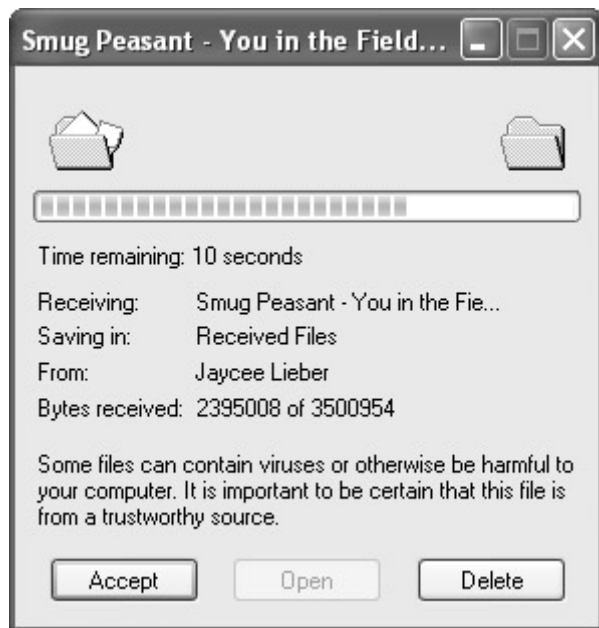 Smug Peasant - You in the Field...
Time remaining: 10 seconds
Receiving: Smug Peasant - You in the Fie...
Saving in: Received Files
From: Jaycee Lieber
Bytes received: 2395008 of 3500954
Some files can contain viruses or otherwise be harmful to
your computer. It is important to be certain that this file is
from a trustworthy source.
Accept Open Delete